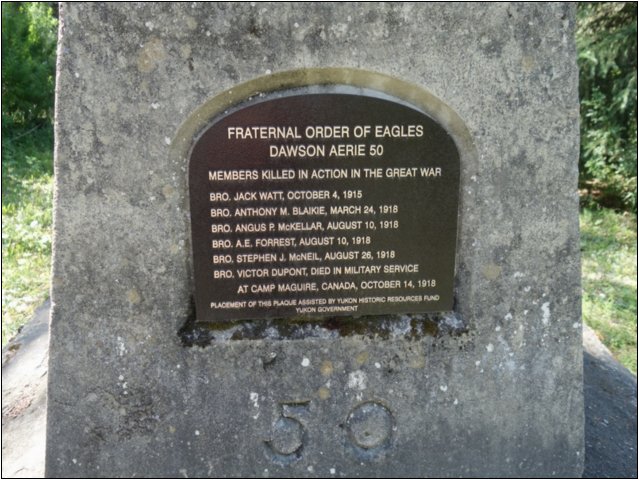 FRATERNAL ORDER OF EAGLES
DAWSON AERIE 50
MEMBERS KILLED IN ACTION IN THE GREAT WAR
BRO. JACK WATT, OCTOBER 4, 1915
BRO. ANTHONY M. BLAIKIE, MARCH 24, 1918
BRO. ANGUS P. McKELLAR, AUGUST 10, 1918
BRO. A.E. FORREST, AUGUST 10, 1918
BRO. STEPHEN J. McNEIL, AUGUST 26, 1918
BRO. VICTOR DUPONT, DIED IN MILITARY SERVICE
AT CAMP MAGUIRE, CANADA, OCTOBER 14, 1918
PLACEMENT OF THIS PLAQUE ASSISTED BY YUKON HISTORIC RESOURCES FUND
YUKON GOVERNMENT
50